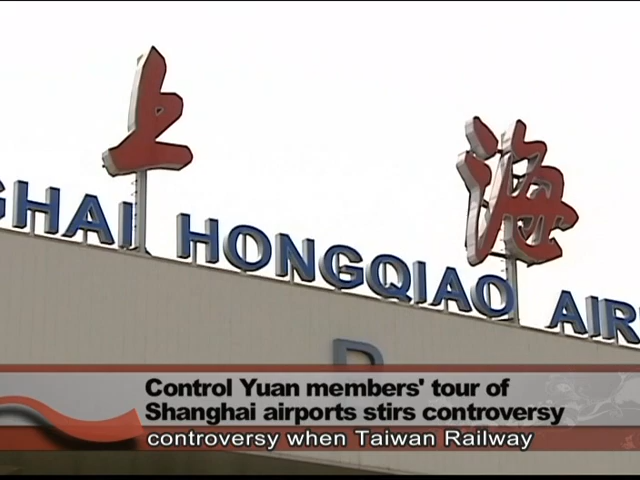 上海
GHAI HONGQIAO AIR
D
Control Yuan members' tour of
Shanghai airports stirs controversy
controversy when Taiwan Railway